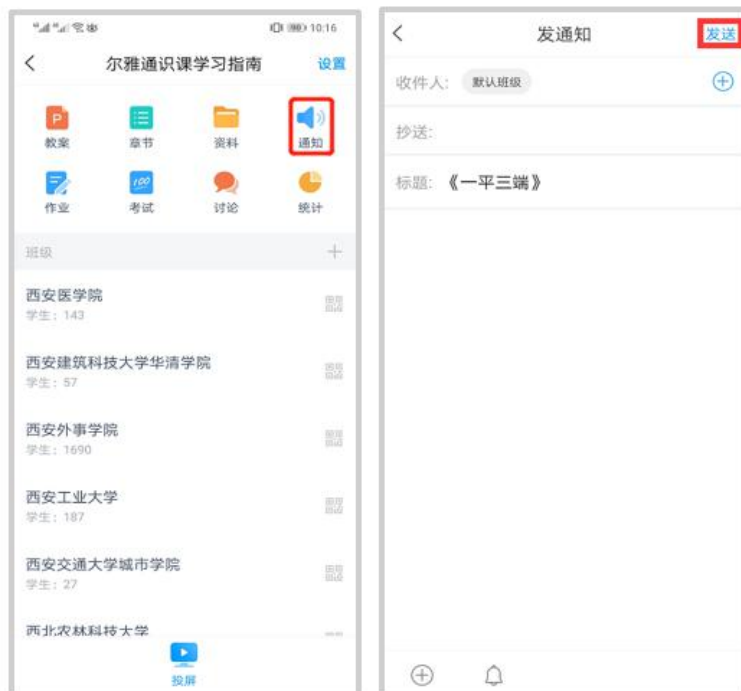 10:16
尔雅通识课学习指南 设置
P
教案 章节 资料 通知
100
作业 考试 讨论 统计
班级
西安医学院
学生：143
西安建筑科技大学华清学院
学生：57
西安外事学院
学生：1690
西安工业大学
学生：187
西安交通大学城市学院
学生：27
西北农林科技大学
投屏
发通知 发送
收件人： 默认班级
抄送:
标题: 《一平三端》